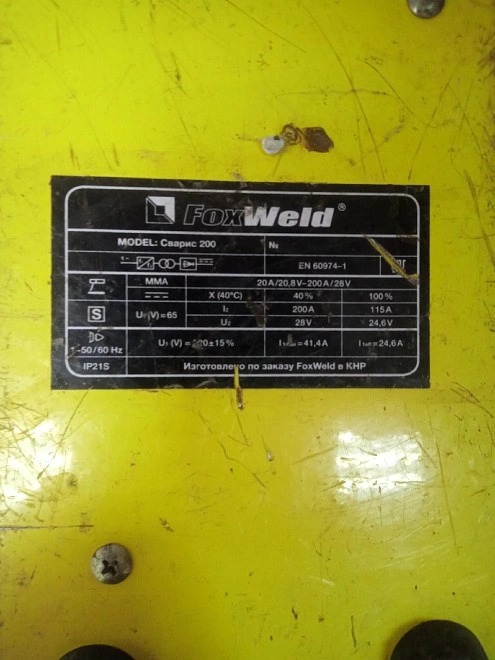 FoxWeld®
MODEL: Сварис 200 №
EN 60974-1
MMA 20A/20,8V-200A/28V
X (40°C) 40% 100%
S U₀ (V)=65 I₂ 200A 115A
U₂ 28V 24,6V
1~50/60 Hz U₁ (V) = ±15% =41,4A =24,6A
IP21S Изготовлено по заказу FoxWeld в КНР